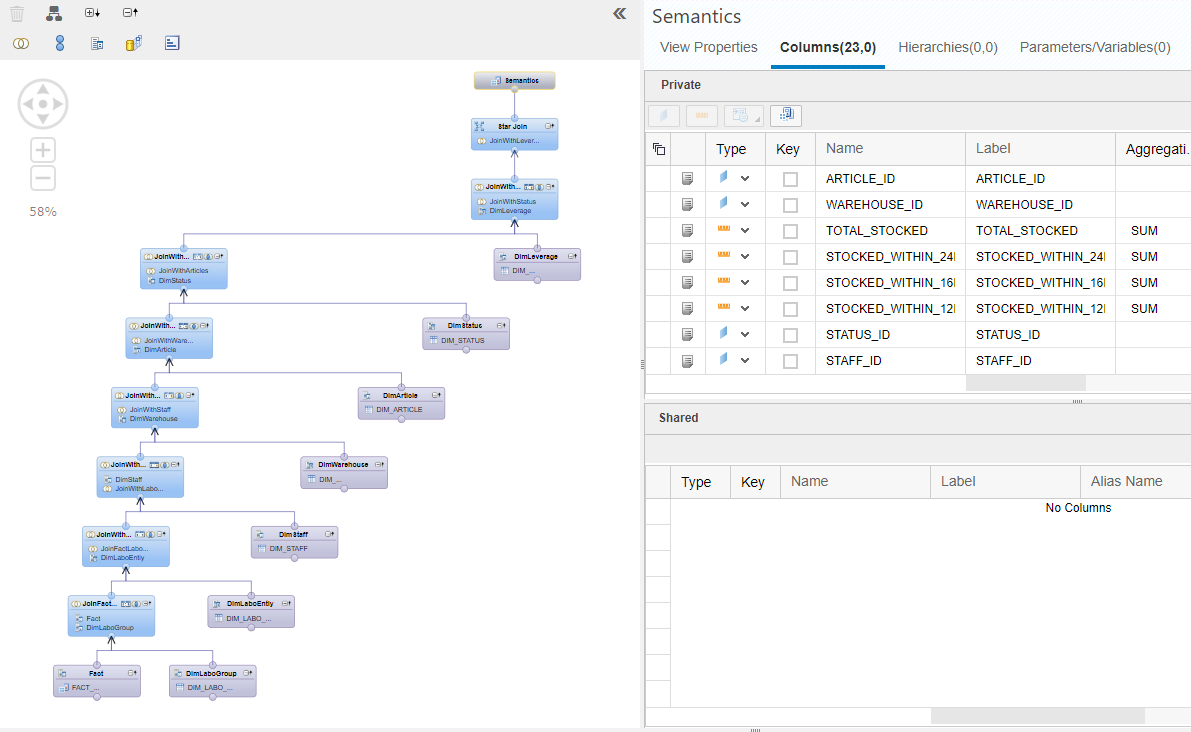 Semantics
View Properties Columns(23,0) Hierarchies(0,0) Parameters/Variables(0)
Private
Type Key Name Label Aggregati.
ARTICLE_ID ARTICLE_ID
WAREHOUSE_ID WAREHOUSE_ID
TOTAL_STOCKED TOTAL_STOCKED SUM
STOCKED_WITHIN_24 STOCKED_WITHIN_24 SUM
STOCKED_WITHIN_16 STOCKED_WITHIN_16 SUM
STOCKED_WITHIN_12 STOCKED_WITHIN_12 SUM
STATUS_ID STATUS_ID
STAFF_ID STAFF_ID
Shared
Type Key Name Label Alias Name
No Columns
58%
Semantics
Star Join
JoinWithLever...
JoinWith...
JoinWithStatus
DimLeverage
JoinWith...
JoinWithArticles
DimStatus
DimLeverage
DIM_...
JoinWith...
JoinWithWare...
DimArticle
DimStatus
DIM_STATUS
JoinWith...
JoinWithStaff
DimWarehouse
DimArticle
DIM_ARTICLE
JoinWith...
DimStaff
JoinWithLabo...
DimWarehouse
DIM_...
JoinWith...
JoinFactLabo...
DimLaboEntiy
DimStaff
DIM_STAFF
JoinFact...
Fact
DimLaboGroup
DimLaboEntiy
DIM_LABO_...
Fact
FACT_...
DimLaboGroup
DIM_LABO_...